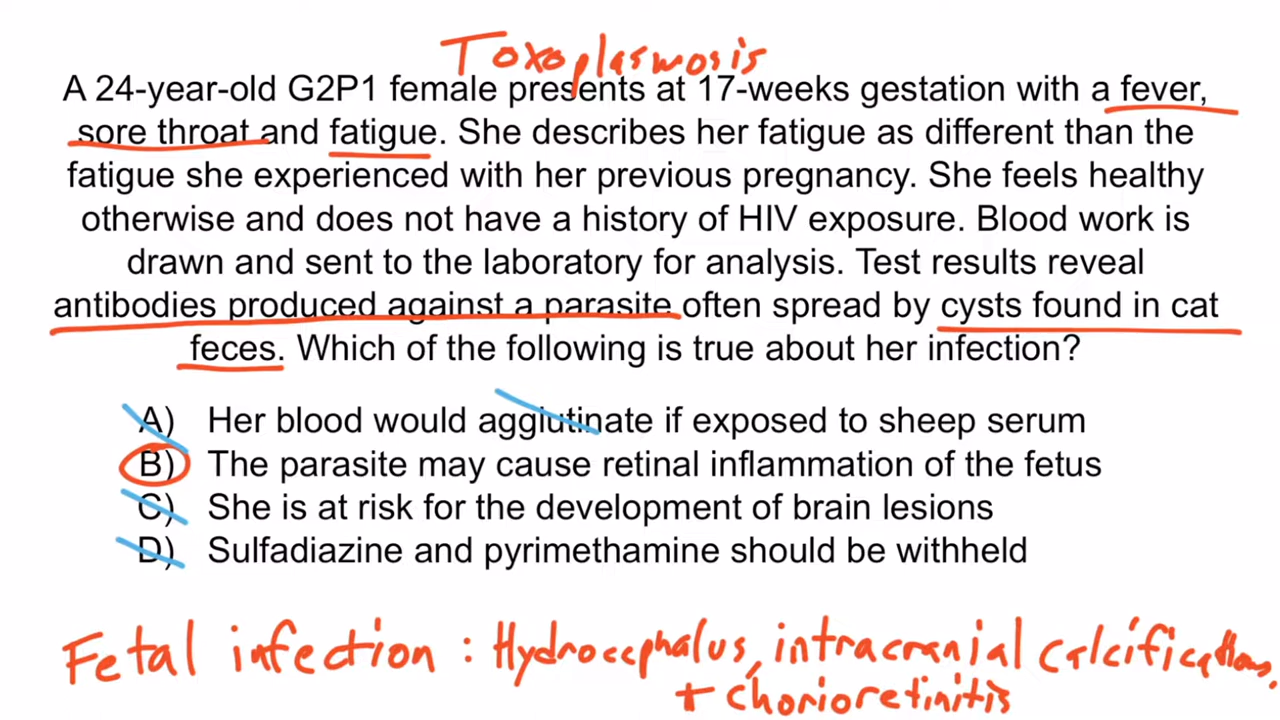 Toxoplasmosis
A 24-year-old G2P1 female presents at 17-weeks gestation with a fever,
sore throat and fatigue. She describes her fatigue as different than the
fatigue she experienced with her previous pregnancy. She feels healthy
otherwise and does not have a history of HIV exposure. Blood work is
drawn and sent to the laboratory for analysis. Test results reveal
antibodies produced against a parasite often spread by cysts found in cat
feces. Which of the following is true about her infection?
A) Her blood would agglutinate if exposed to sheep serum
B) The parasite may cause retinal inflammation of the fetus
C) She is at risk for the development of brain lesions
D) Sulfadiazine and pyrimethamine should be withheld
Fetal infection : Hydrocephalus, intracranial calcifications,
+ chorioretinitis